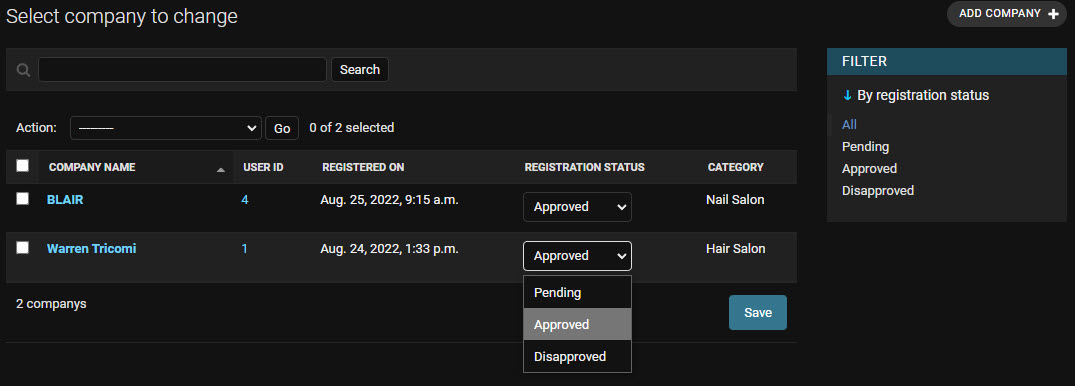 Select company to change
ADD COMPANY +
Search
FILTER
↓ By registration status
All
Pending
Approved
Disapproved
Action: --------- Go 0 of 2 selected
COMPANY NAME USER ID REGISTERED ON REGISTRATION STATUS CATEGORY
BLAIR 4 Aug. 25, 2022, 9:15 a.m. Approved Nail Salon
Warren Tricomi 1 Aug. 24, 2022, 1:33 p.m. Approved Hair Salon
Pending
Approved
Disapproved
2 companys
Save